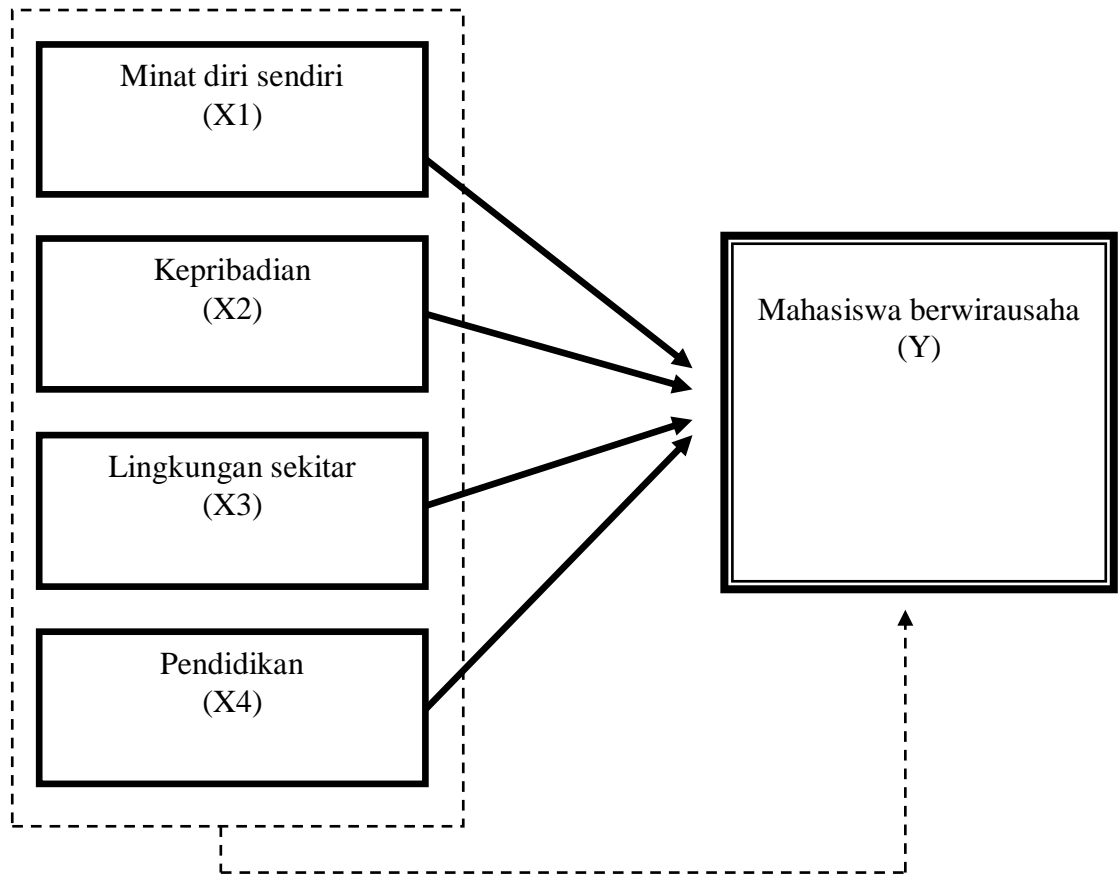 Minat diri sendiri
(X1)
Kepribadian
(X2)
Lingkungan sekitar
(X3)
Pendidikan
(X4)
Mahasiswa berwirausaha
(Y)